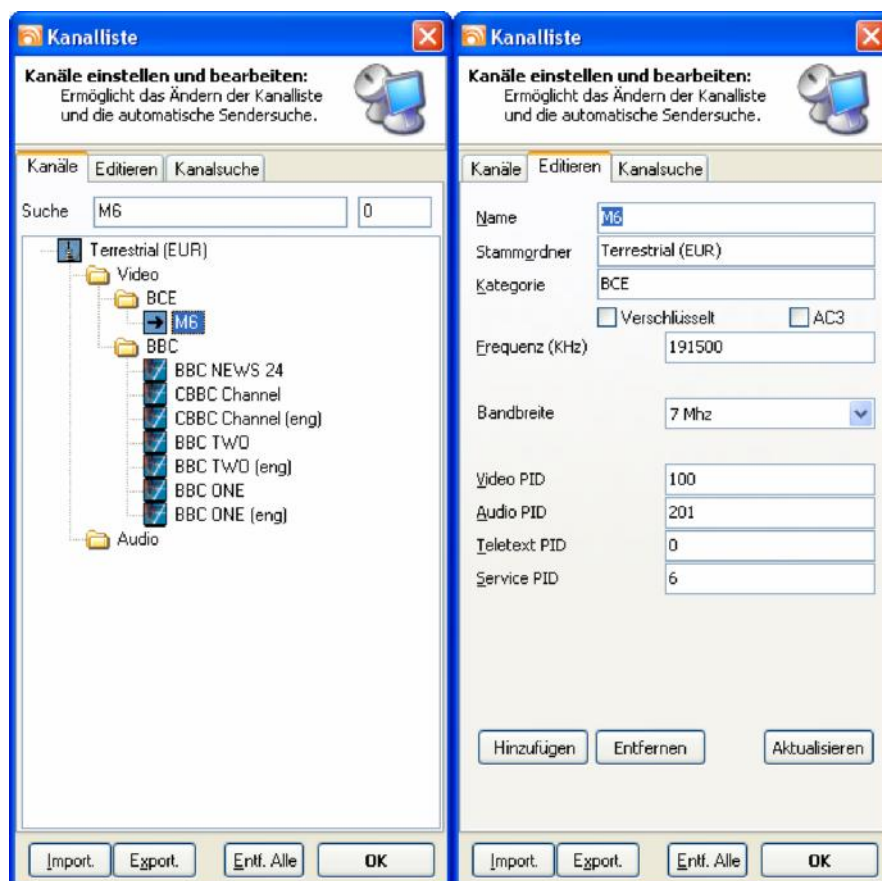 Kanalliste
Kanäle einstellen und bearbeiten:
Ermöglicht das Ändern der Kanalliste
und die automatische Sendersuche.
Kanäle Editieren Kanalsuche
Suche M6 0
Terrestrial (EUR)
Video
BCE
M6
BBC
BBC NEWS 24
CBBC Channel
CBBC Channel (eng)
BBC TWO
BBC TWO (eng)
BBC ONE
BBC ONE (eng)
Audio
Import. Export. Entf. Alle OK
Kanalliste
Kanäle einstellen und bearbeiten:
Ermöglicht das Ändern der Kanalliste
und die automatische Sendersuche.
Kanäle Editieren Kanalsuche
Name M6
Stammordner Terrestrial (EUR)
Kategorie BCE
Verschlüsselt AC3
Frequenz (KHz) 191500
Bandbreite 7 Mhz
Video PID 100
Audio PID 201
Teletext PID 0
Service PID 6
Hinzufügen Entfernen Aktualisieren
Import. Export. Entf. Alle OK